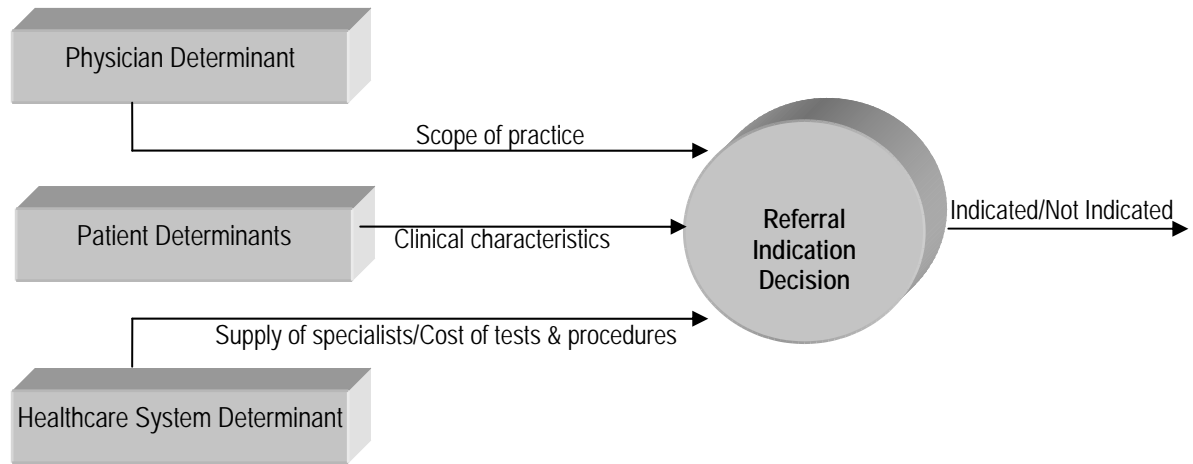 Physician Determinant
Scope of practice
Patient Determinants
Clinical characteristics
Referral
Indication
Decision
Indicated/Not Indicated
Supply of specialists/Cost of tests & procedures
Healthcare System Determinant